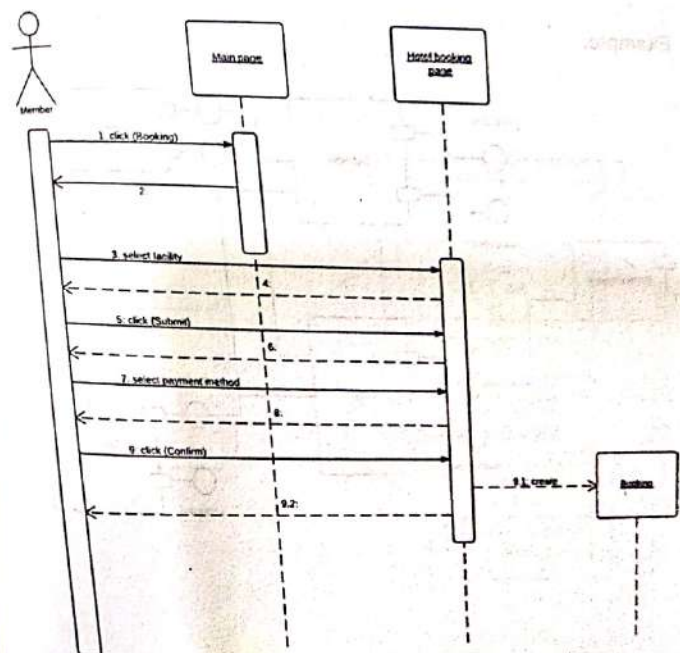 Example:
Main page
Hotel booking
page
Member
1. click (Booking)
2
3. select facility
4.
5: click (Submit)
6.
7. select payment method
8:
9. click (Confirm)
9.1: create
Booking
9.2: